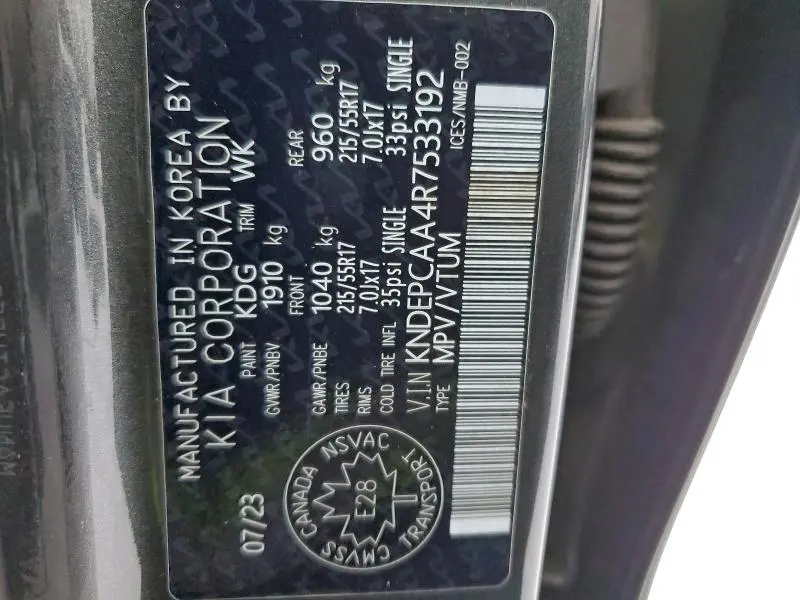 MANUFACTURED IN KOREA BY
KIA CORPORATION
07/23 PAINT KDG TRIM WK
GVWR/PNBV 1910 kg
FRONT REAR
GAWR/PNBE 1040 kg 960 kg
TIRES 215/55R17 215/55R17
RIMS 7.0Jx17 7.0Jx17
COLD TIRE INFL 35psi SINGLE 33psi SINGLE
V.I.N KNDEPCAA4R7533192
TYPE MPV/VTUM ICES/NMB-002
CANADA
CMVSS NSVAC
E28
TRANSPORT